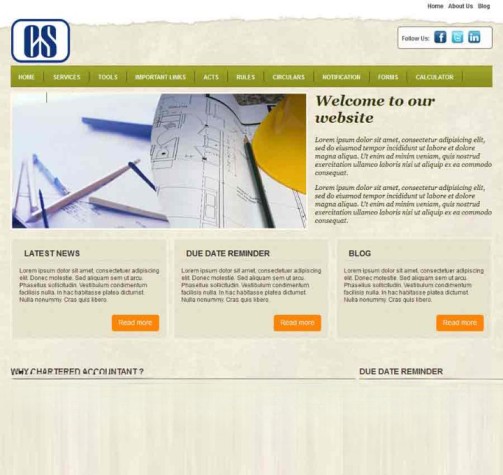 Home About Us Blog
CS
Follow Us:
HOME SERVICES TOOLS IMPORTANT LINKS ACTS RULES CIRCULARS NOTIFICATION FORMS CALCULATOR
Welcome to our
website
Lorem ipsum dolor sit amet, consectetur adipisicing elit,
sed do eiusmod tempor incididunt ut labore et dolore
magna aliqua. Ut enim ad minim veniam, quis nostrud
exercitation ullamco laboris nisi ut aliquip ex ea commodo
consequat.
Lorem ipsum dolor sit amet, consectetur adipisicing elit,
sed do eiusmod tempor incididunt ut labore et dolore
magna aliqua. Ut enim ad minim veniam, quis nostrud
exercitation ullamco laboris nisi ut aliquip ex ea commodo
consequat.
LATEST NEWS
Lorem ipsum dolor sit amet, consectetuer adipiscing
elit. Donec molestie. Sed aliquam sem ut arcu.
Phasellus sollicitudin. Vestibulum condimentum
facilisis nulla. In hac habitasse platea dictumst.
Nulla nonummy. Cras quis libero.
Read more
DUE DATE REMINDER
Lorem ipsum dolor sit amet, consectetuer adipiscing
elit. Donec molestie. Sed aliquam sem ut arcu.
Phasellus sollicitudin. Vestibulum condimentum
facilisis nulla. In hac habitasse platea dictumst.
Nulla nonummy. Cras quis libero.
Read more
BLOG
Lorem ipsum dolor sit amet, consectetuer adipiscing
elit. Donec molestie. Sed aliquam sem ut arcu.
Phasellus sollicitudin. Vestibulum condimentum
facilisis nulla. In hac habitasse platea dictumst.
Nulla nonummy. Cras quis libero.
Read more
WHY CHARTERED ACCOUNTANT ?
DUE DATE REMINDER